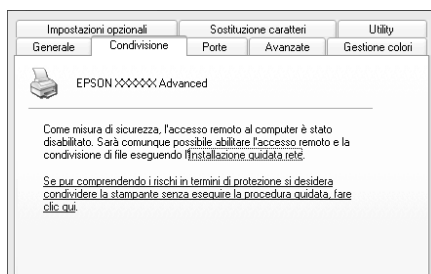 Impostazioni opzionali Sostituzione caratteri Utility
Generale Condivisione Porte Avanzate Gestione colori
EPSON XXXXXX Advanced
Come misura di sicurezza, l'accesso remoto al computer è stato
disabilitato. Sarà comunque possibile abilitare l'accesso remoto e la
condivisione di file eseguendo l'Installazione guidata rete.
Se pur comprendendo i rischi in termini di protezione si desidera
condividere la stampante senza eseguire la procedura guidata, fare
clic qui.